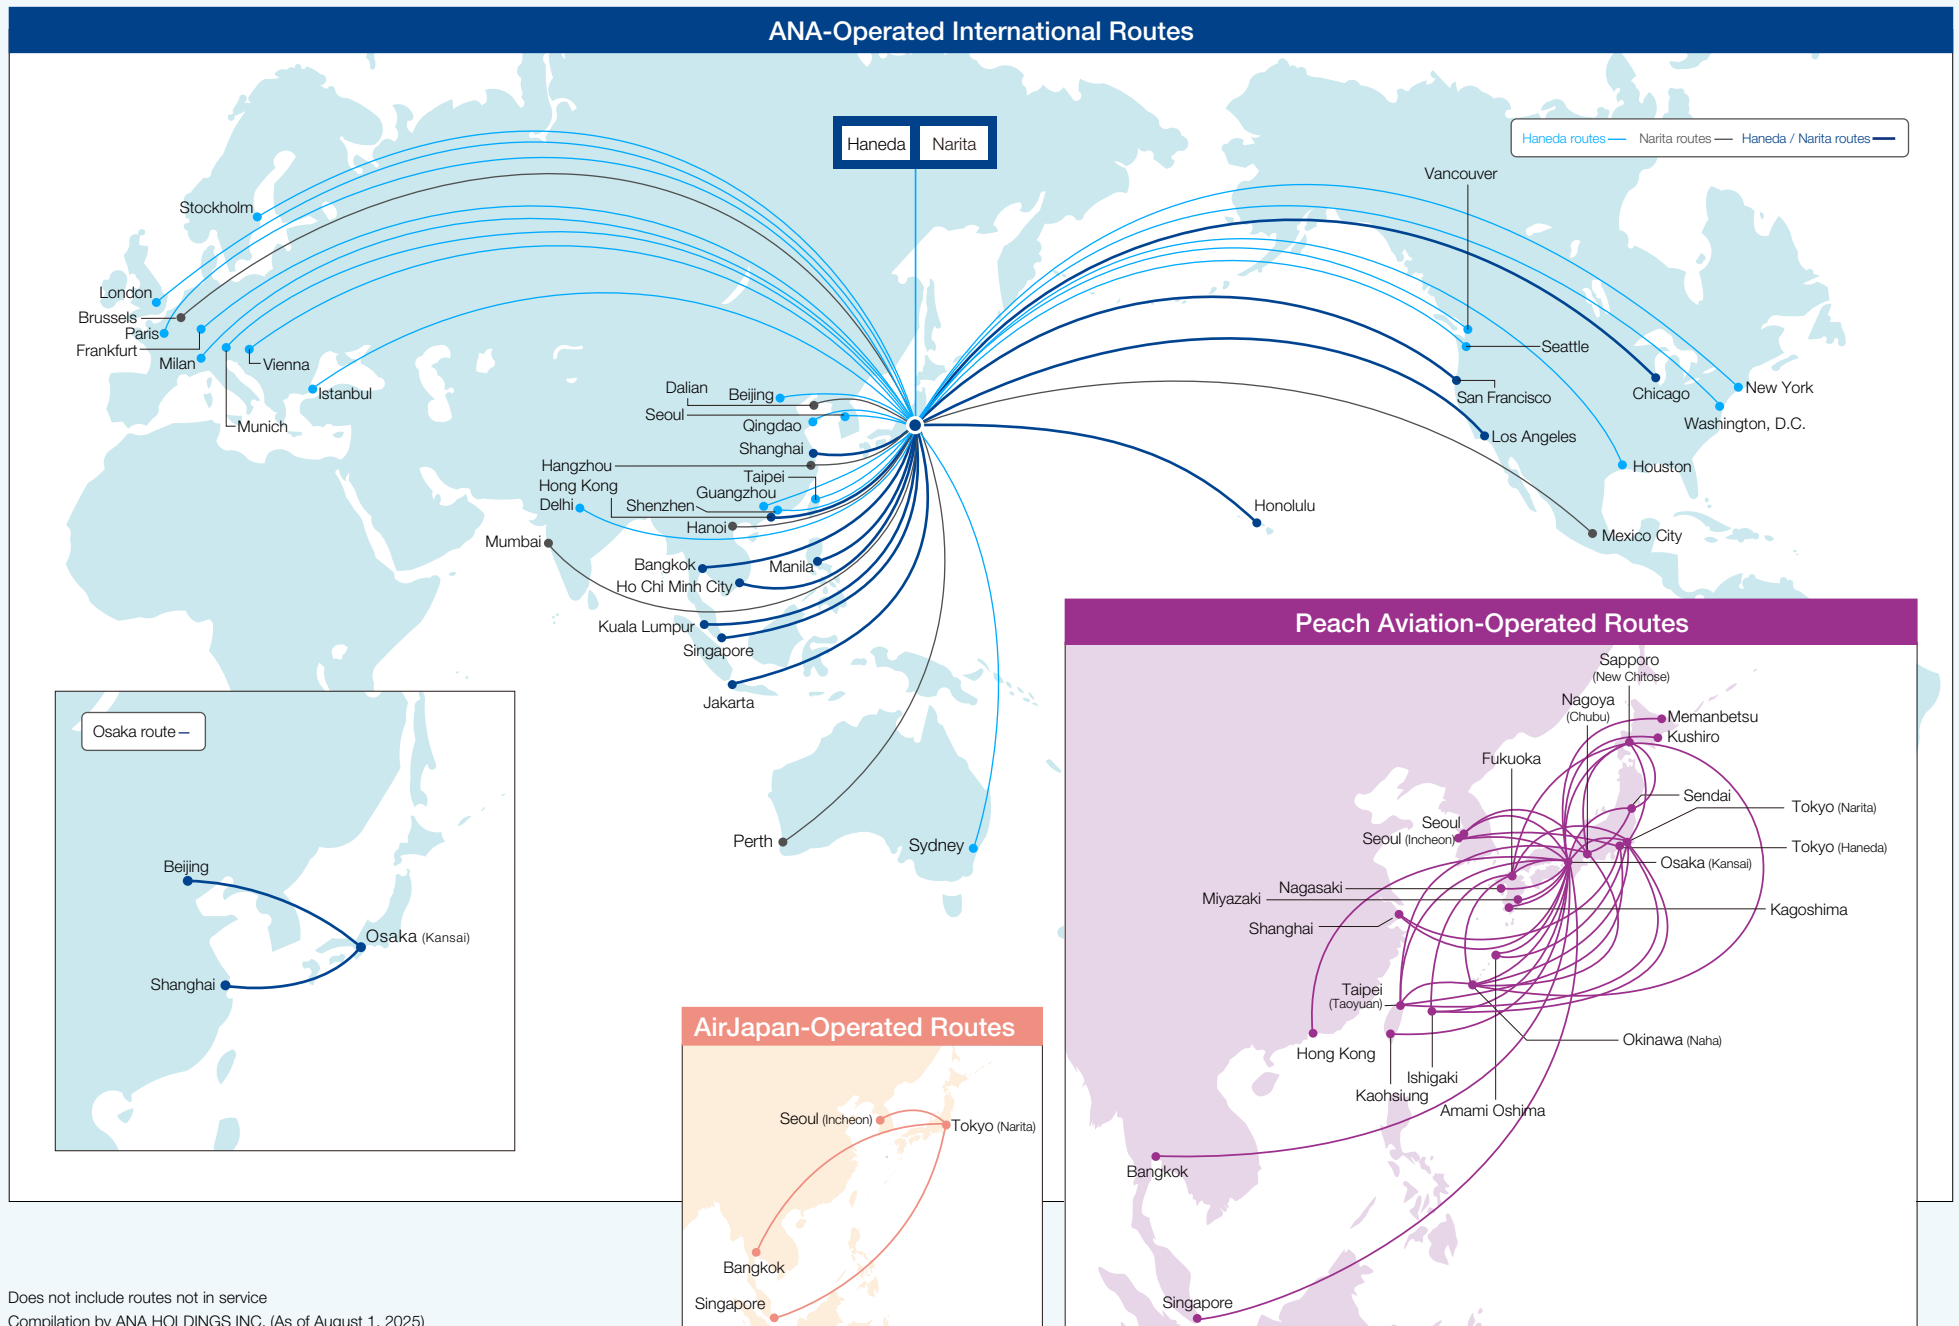 ANA-Operated International Routes
Haneda
Narita
Haneda routes
Narita routes
Haneda / Narita routes
Vancouver
Stockholm
London
Brussels
Paris
Frankfurt
Milan
Vienna
Istanbul
Munich
Dalian
Beijing
Seoul
Qingdao
Shanghai
Hangzhou
Taipei
Hong Kong
Guangzhou
Delhi
Shenzhen
Hanoi
Mumbai
Bangkok
Manila
Ho Chi Minh City
Kuala Lumpur
Singapore
Jakarta
Perth
Sydney
Seattle
San Francisco
Chicago
New York
Washington, D.C.
Los Angeles
Houston
Honolulu
Mexico City
Osaka route
Beijing
Osaka (Kansai)
Shanghai
AirJapan-Operated Routes
Seoul (Incheon)
Tokyo (Narita)
Bangkok
Singapore
Peach Aviation-Operated Routes
Sapporo
(New Chitose)
Nagoya
(Chubu)
Memanbetsu
Kushiro
Fukuoka
Sendai
Tokyo (Narita)
Seoul
Seoul (Incheon)
Tokyo (Haneda)
Osaka (Kansai)
Nagasaki
Miyazaki
Kagoshima
Shanghai
Taipei
(Taoyuan)
Okinawa (Naha)
Hong Kong
Ishigaki
Kaohsiung
Amami Oshima
Bangkok
Singapore
Does not include routes not in service
Compilation by ANA HOLDINGS INC. (As of August 1, 2025)